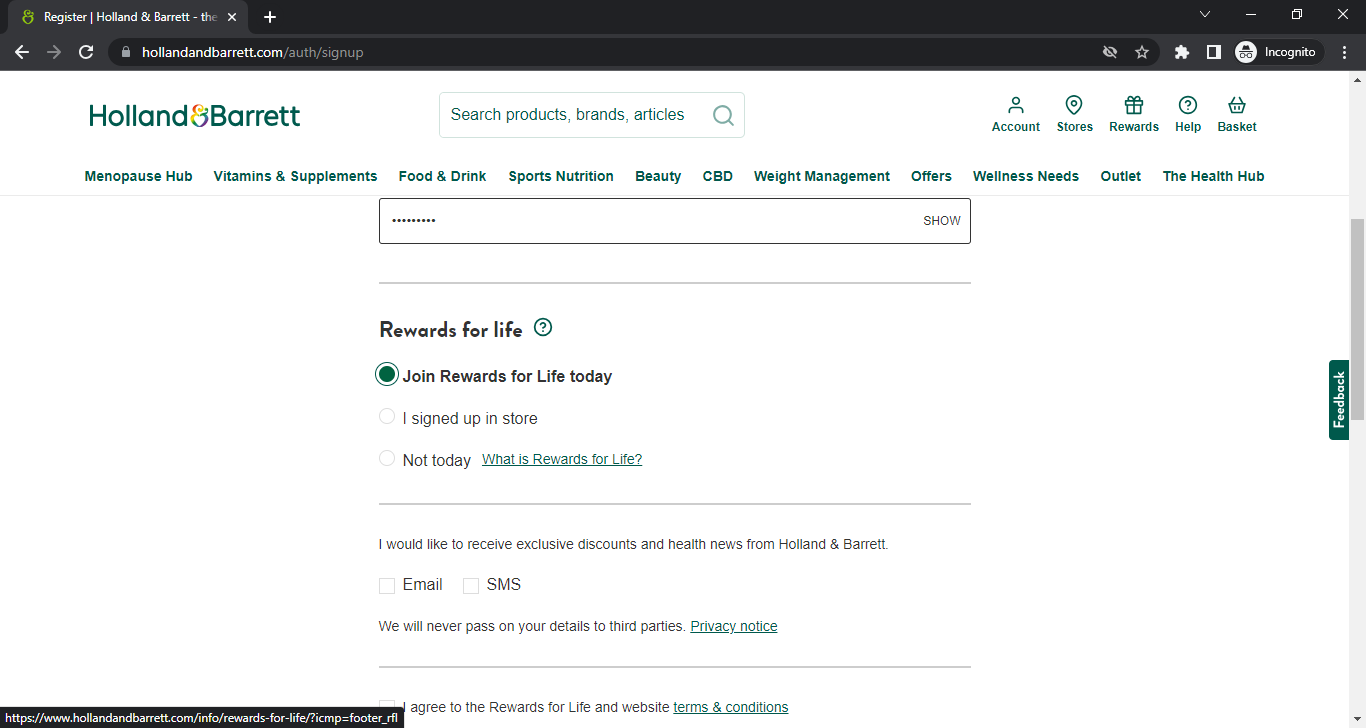 Register | Holland & Barrett - the
hollandandbarrett.com/auth/signup
Incognito
Holland&Barrett
Search products, brands, articles
Account
Stores
Rewards
Help
Basket
Menopause Hub
Vitamins & Supplements
Food & Drink
Sports Nutrition
Beauty
CBD
Weight Management
Offers
Wellness Needs
Outlet
The Health Hub
•••••••••
SHOW
Rewards for life
Join Rewards for Life today
I signed up in store
Not today What is Rewards for Life?
I would like to receive exclusive discounts and health news from Holland & Barrett.
Email
SMS
We will never pass on your details to third parties. Privacy notice
I agree to the Rewards for Life and website terms & conditions
Feedback
https://www.hollandandbarrett.com/info/rewards-for-life/?icmp=footer_rfl